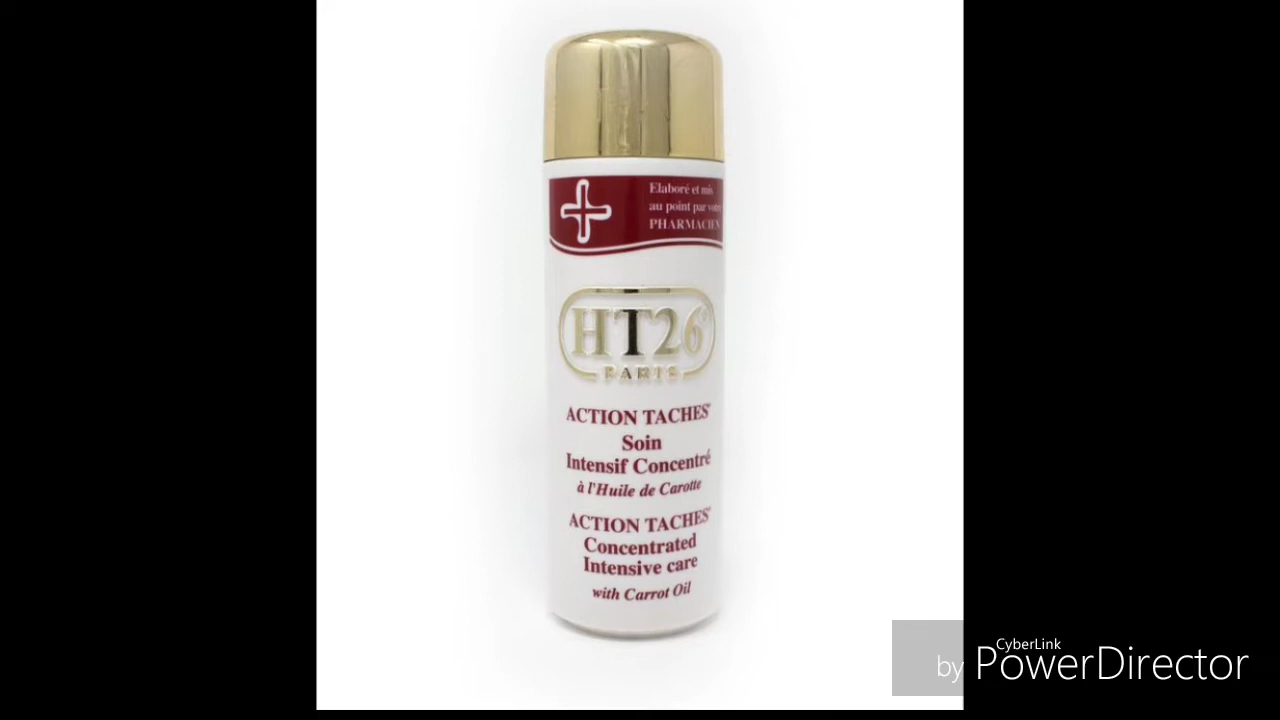 Elaboré et mis
au point par
PHARMACIEN
HT26
PARIS
ACTION TACHES
Soin
Intensif Concentré
à l'Huile de Carotte
ACTION TACHES
Concentrated
Intensive care
with Carrot Oil
CyberLink
by PowerDirector